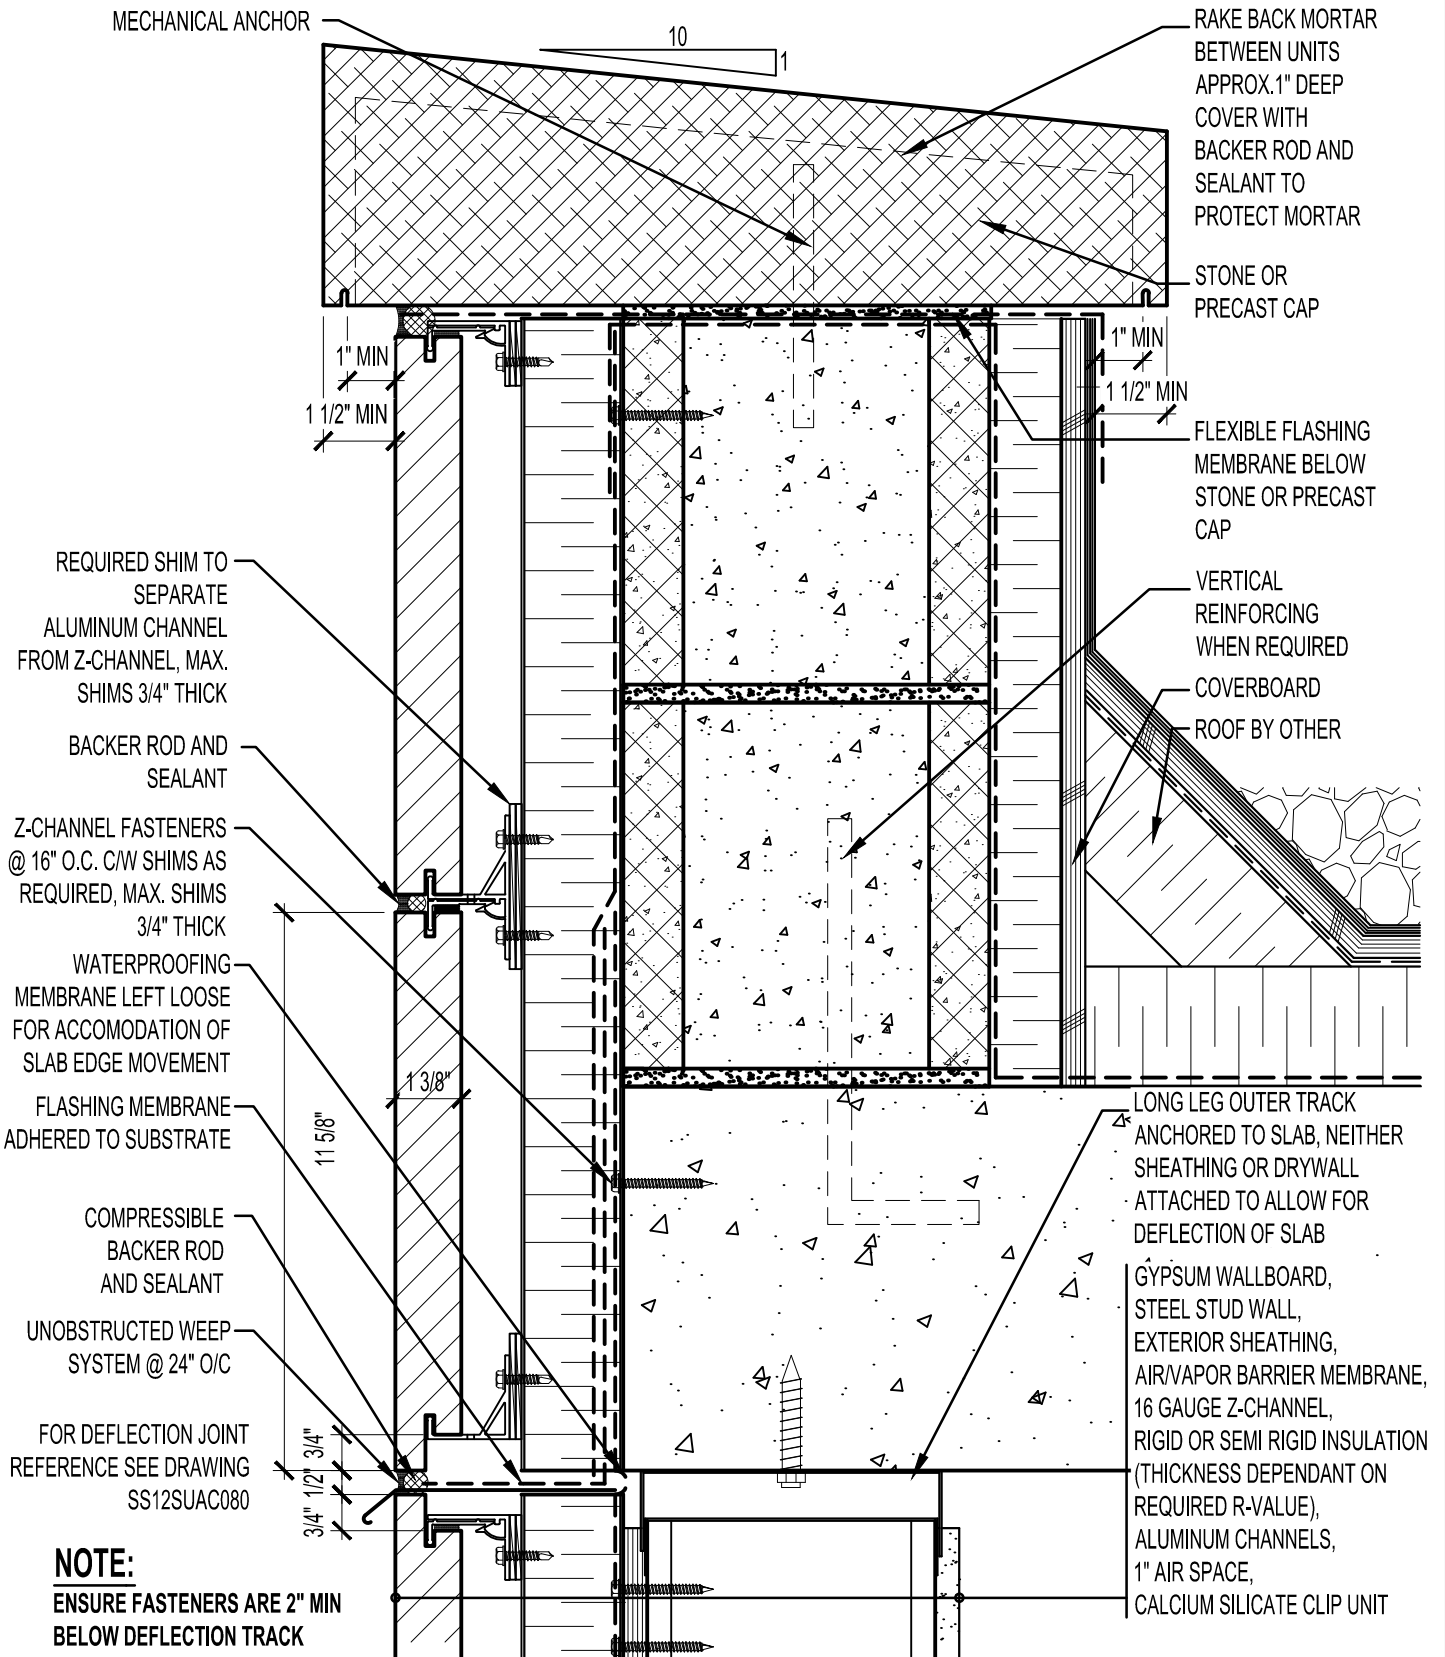 MECHANICAL ANCHOR
10
1
RAKE BACK MORTAR
BETWEEN UNITS
APPROX.1" DEEP
COVER WITH
BACKER ROD AND
SEALANT TO
PROTECT MORTAR
STONE OR
PRECAST CAP
1" MIN
1 1/2" MIN
1" MIN
1 1/2" MIN
FLEXIBLE FLASHING
MEMBRANE BELOW
STONE OR PRECAST
CAP
REQUIRED SHIM TO
SEPARATE
ALUMINUM CHANNEL
FROM Z-CHANNEL, MAX.
SHIMS 3/4" THICK
VERTICAL
REINFORCING
WHEN REQUIRED
COVERBOARD
ROOF BY OTHER
BACKER ROD AND
SEALANT
Z-CHANNEL FASTENERS
@ 16" O.C. C/W SHIMS AS
REQUIRED, MAX. SHIMS
3/4" THICK
WATERPROOFING
MEMBRANE LEFT LOOSE
FOR ACCOMODATION OF
SLAB EDGE MOVEMENT
1 3/8"
11 5/8"
FLASHING MEMBRANE
ADHERED TO SUBSTRATE
LONG LEG OUTER TRACK
ANCHORED TO SLAB, NEITHER
SHEATHING OR DRYWALL
ATTACHED TO ALLOW FOR
DEFLECTION OF SLAB
COMPRESSIBLE
BACKER ROD
AND SEALANT
UNOBSTRUCTED WEEP
SYSTEM @ 24" O/C
FOR DEFLECTION JOINT
REFERENCE SEE DRAWING
SS12SUAC080
3/4"
1/2"
3/4"
GYPSUM WALLBOARD,
STEEL STUD WALL,
EXTERIOR SHEATHING,
AIR/VAPOR BARRIER MEMBRANE,
16 GAUGE Z-CHANNEL,
RIGID OR SEMI RIGID INSULATION
(THICKNESS DEPENDANT ON
REQUIRED R-VALUE),
ALUMINUM CHANNELS,
1" AIR SPACE,
CALCIUM SILICATE CLIP UNIT
NOTE:
ENSURE FASTENERS ARE 2" MIN
BELOW DEFLECTION TRACK